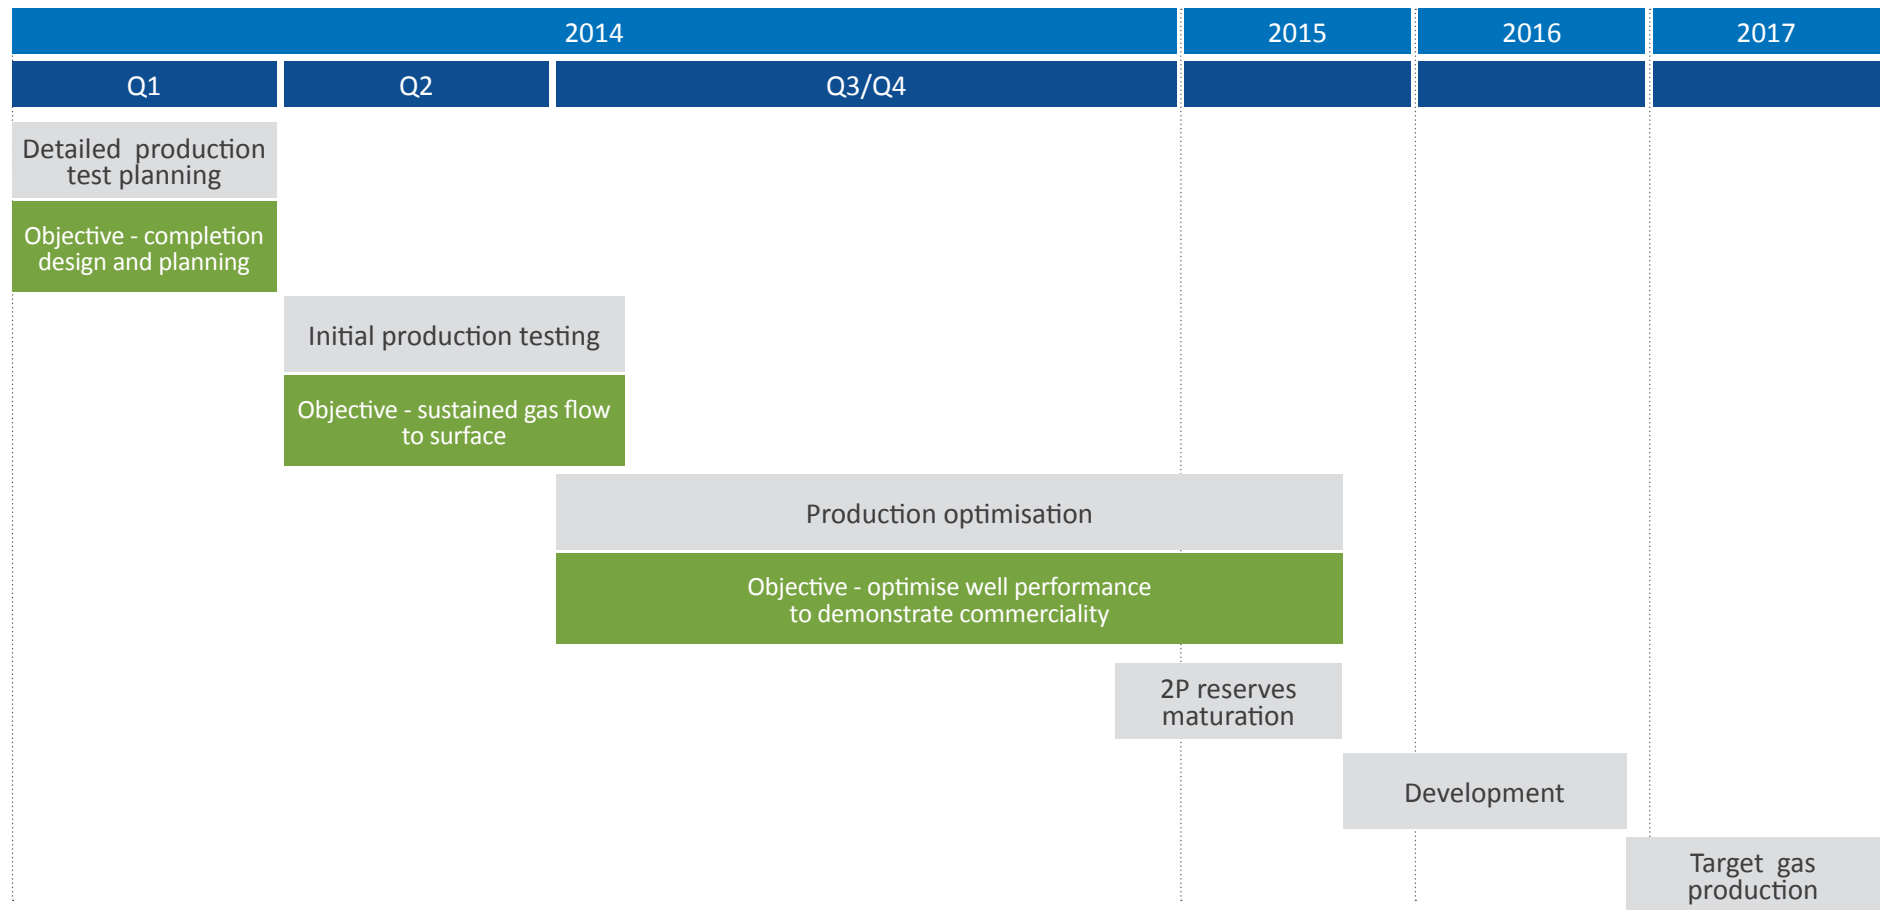 2014
2015
2016
2017
Q1
Q2
Q3/Q4
Detailed production
test planning
Objective - completion
design and planning
Initial production testing
Objective - sustained gas flow
to surface
Production optimisation
Objective - optimise well performance
to demonstrate commerciality
2P reserves
maturation
Development
Target gas
production